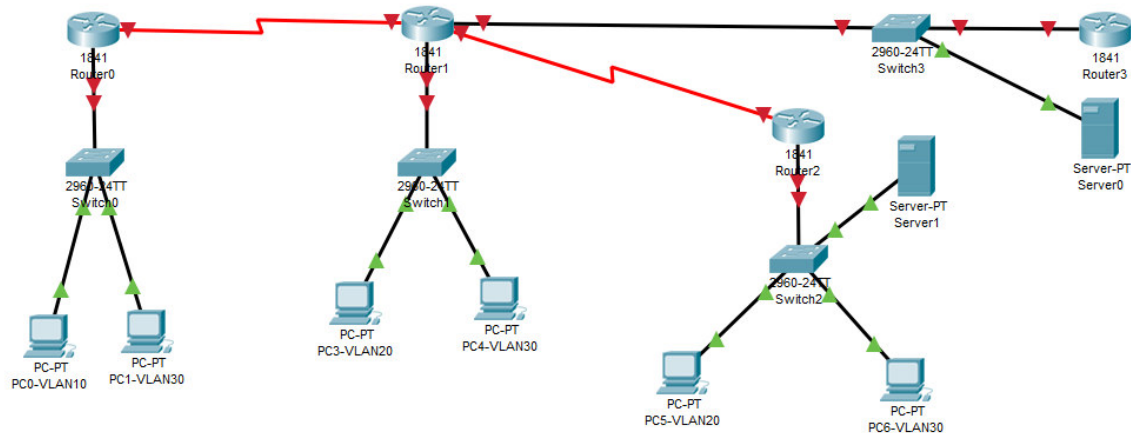 1841
Router0
1841
Router1
2960-24TT
Switch3
1841
Router3
1841
Router2
Server-PT
Server0
Server-PT
Server1
2960-24TT
Switch0
2960-24TT
Switch1
2960-24TT
Switch2
PC-PT
PC0-VLAN10
PC-PT
PC1-VLAN30
PC-PT
PC3-VLAN20
PC-PT
PC4-VLAN30
PC-PT
PC5-VLAN20
PC-PT
PC6-VLAN30